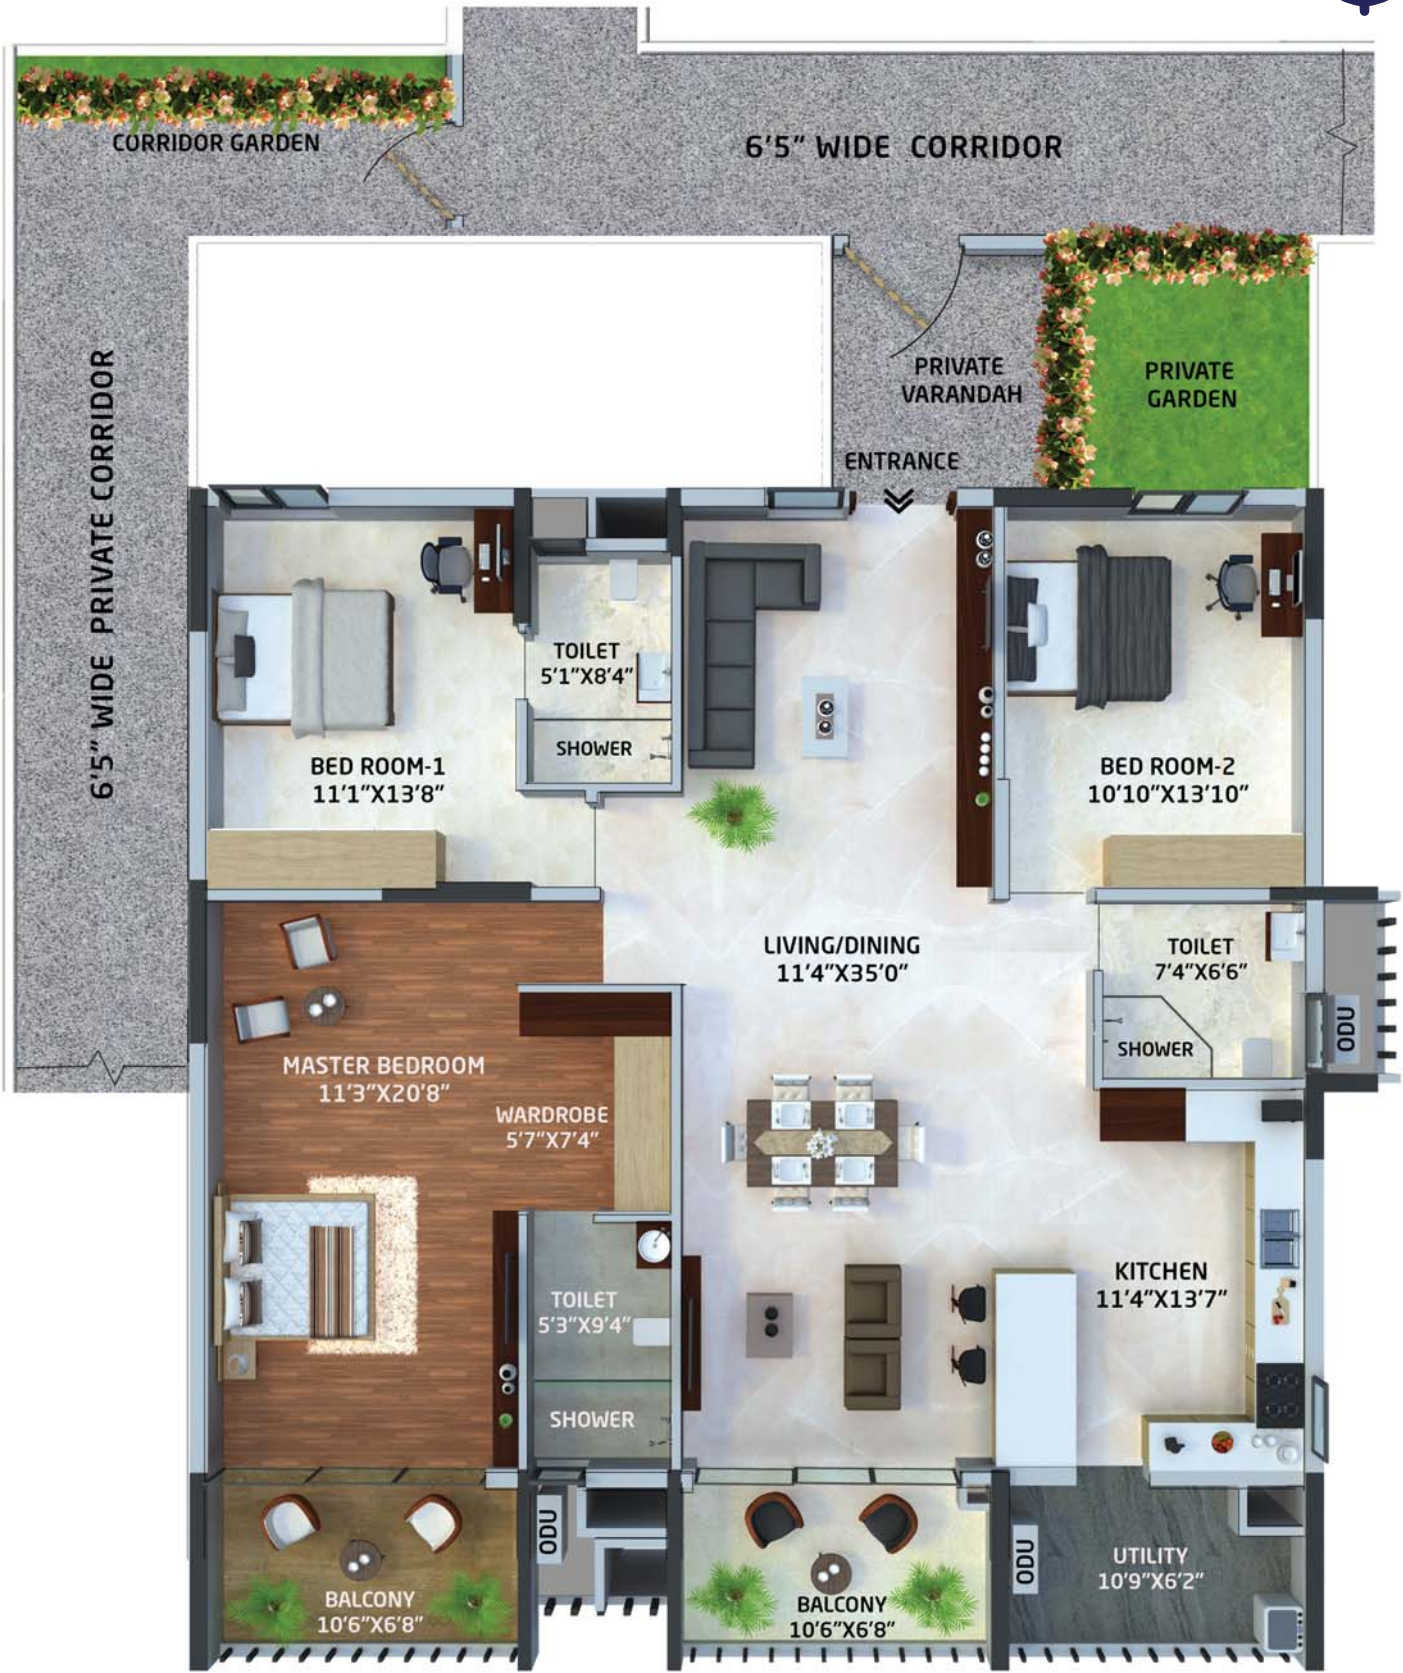 CORRIDOR GARDEN
6'5" WIDE CORRIDOR
6'5" WIDE PRIVATE CORRIDOR
PRIVATE
VARANDAH
PRIVATE
GARDEN
ENTRANCE
TOILET
5'1"X8'4"
SHOWER
BED ROOM-1
11'1"X13'8"
BED ROOM-2
10'10"X13'10"
LIVING/DINING
11'4"X35'0"
TOILET
7'4"X6'6"
SHOWER
ODU
MASTER BEDROOM
11'3"X20'8"
WARDROBE
5'7"X7'4"
KITCHEN
11'4"X13'7"
TOILET
5'3"X9'4"
SHOWER
ODU
ODU
UTILITY
10'9"X6'2"
BALCONY
10'6"X6'8"
BALCONY
10'6"X6'8"